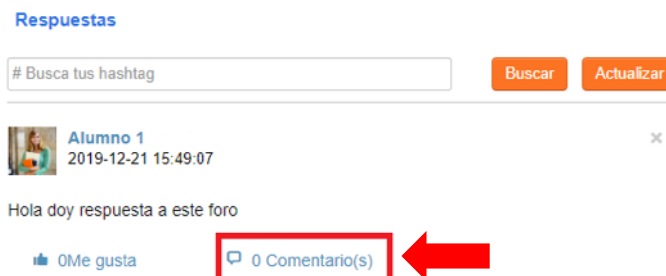 Respuestas
# Busca tus hashtag Buscar Actualizar
Alumno 1
2019-12-21 15:49:07
Hola doy respuesta a este foro
0Me gusta 0 Comentario(s)